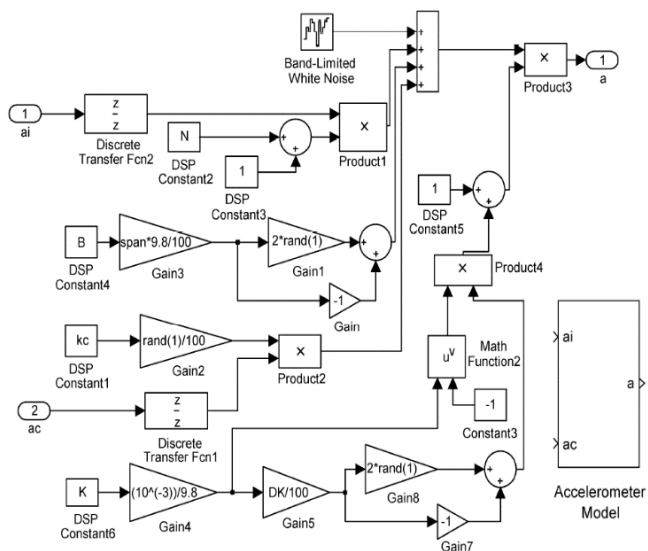 Band-Limited
White Noise
+
+
+
+
×
Product3
1
a
1
ai
z
z
Discrete
Transfer Fcn2
N
DSP
Constant2
+
+
1
DSP
Constant3
×
Product1
1
DSP
Constant5
+
+
B
DSP
Constant4
span*9.8/100
Gain3
2*rand(1)
Gain1
+
+
-1
Gain
×
Product4
kc
DSP
Constant1
rand(1)/100
Gain2
×
Product2
u^v
Math
Function2
-1
Constant3
2
ac
z
z
Discrete
Transfer Fcn1
K
DSP
Constant6
(10^(-3))/9.8
Gain4
DK/100
Gain5
2*rand(1)
Gain8
+
+
-1
Gain7
ai
a
ac
Accelerometer
Model